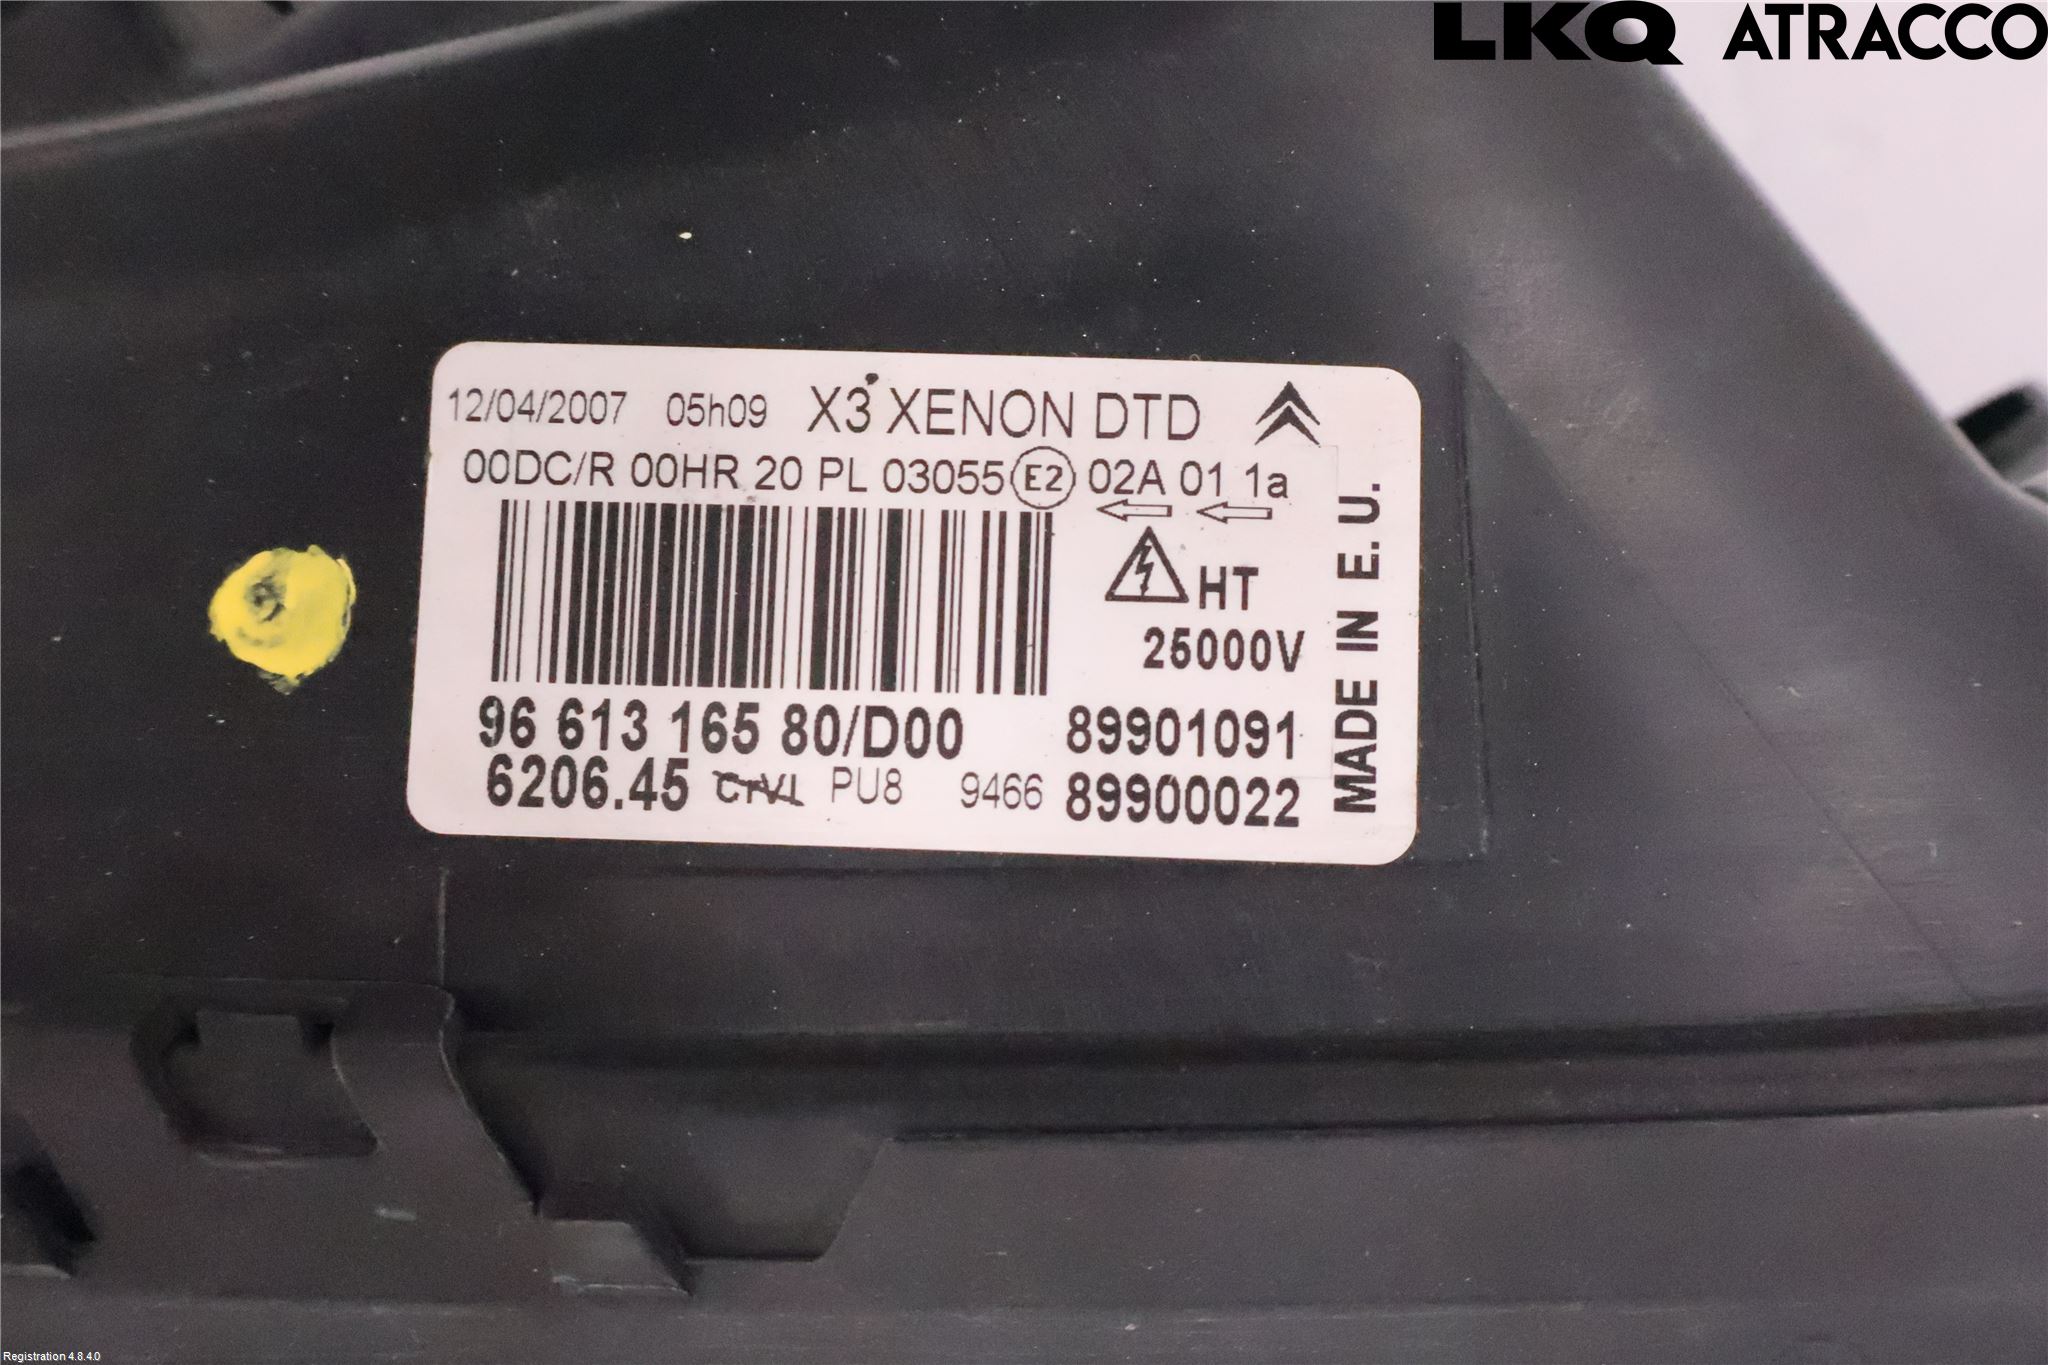 LKQ ATRACCO
12/04/2007 05h09 X3 XENON DTD
00DC/R 00HR 20 PL 03055 E2 02A 01 1a
HT
25000V
MADE IN E.U.
96 613 165 80/D00 89901091
6206.45 PU8 9466 89900022
Registration 4.8.4.0